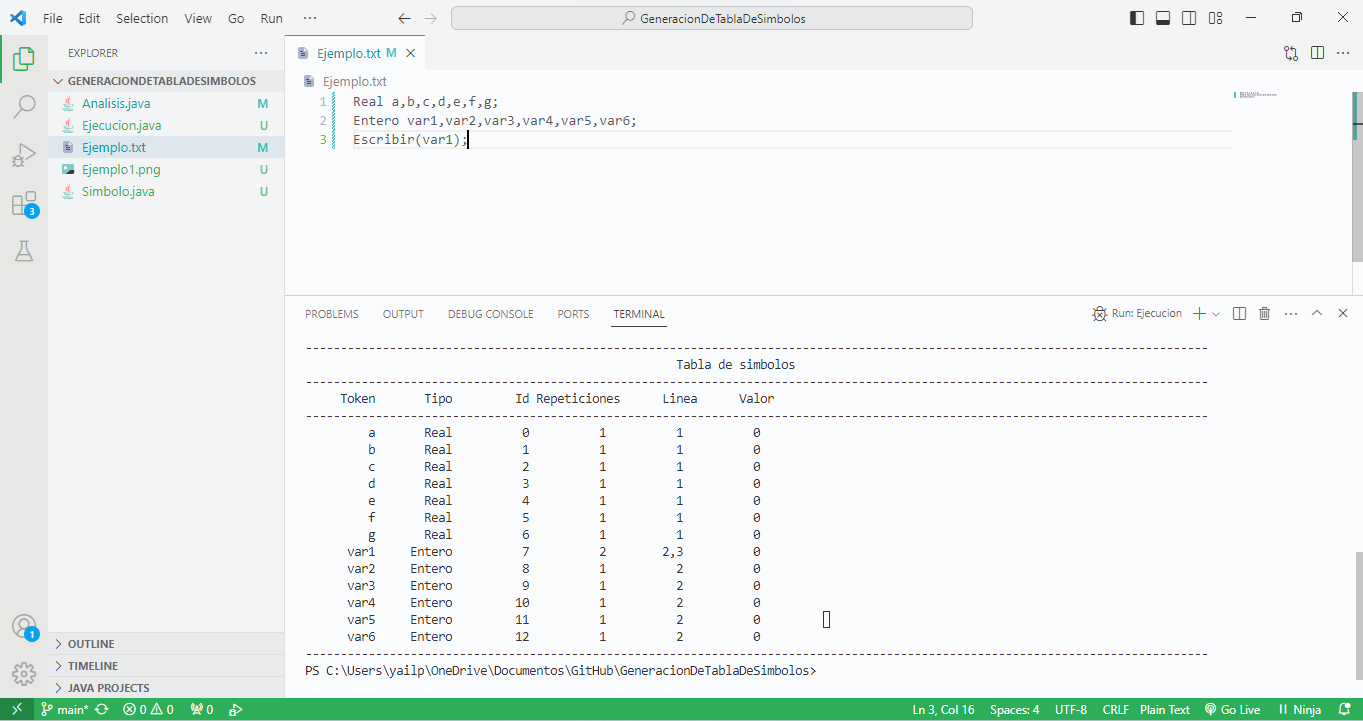 File Edit Selection View Go Run ··· GeneracionDeTablaDeSimbolos
EXPLORER ···
GENERACIONDETABLADESIMBOLOS
Analisis.java M
Ejecucion.java U
Ejemplo.txt M
Ejemplo1.png U
Simbolo.java U
3
1
OUTLINE
TIMELINE
JAVA PROJECTS
Ejemplo.txt M
Ejemplo.txt
1 Real a,b,c,d,e,f,g;
2 Entero var1,var2,var3,var4,var5,var6;
3 Escribir(var1);
PROBLEMS OUTPUT DEBUG CONSOLE PORTS TERMINAL Run: Ejecucion
Tabla de simbolos
Token Tipo Id Repeticiones Linea Valor
a Real 0 1 1 0
b Real 1 1 1 0
c Real 2 1 1 0
d Real 3 1 1 0
e Real 4 1 1 0
f Real 5 1 1 0
g Real 6 1 1 0
var1 Entero 7 2 2,3 0
var2 Entero 8 1 2 0
var3 Entero 9 1 2 0
var4 Entero 10 1 2 0
var5 Entero 11 1 2 0
var6 Entero 12 1 2 0
PS C:\Users\yailp\OneDrive\Documentos\GitHub\GeneracionDeTablaDeSimbolos>
main* 0 0 0 Ln 3, Col 16 Spaces: 4 UTF-8 CRLF Plain Text Go Live Ninja